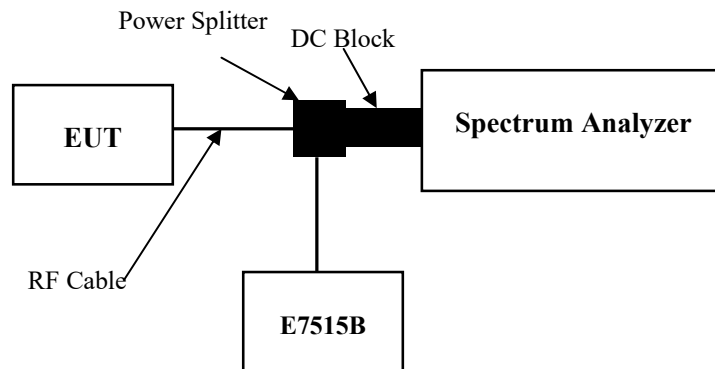 Power Splitter
DC Block
EUT
Spectrum Analyzer
RF Cable
E7515B